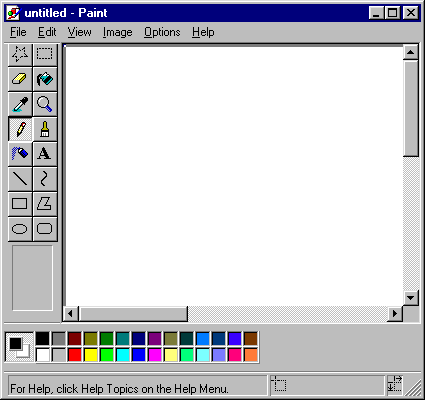 untitled - Paint
File Edit View Image Options Help
A
For Help, click Help Topics on the Help Menu.